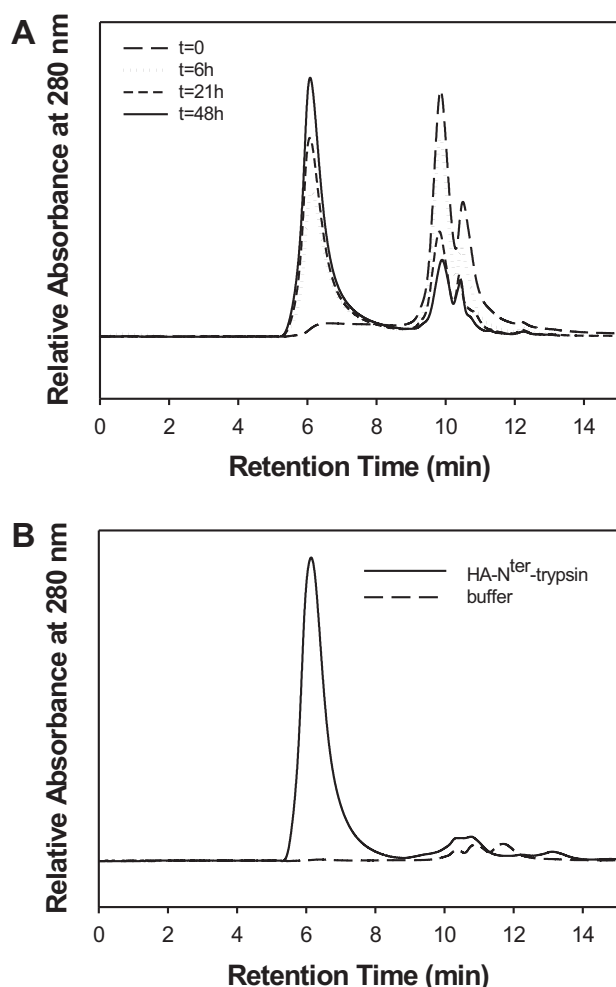 A
t=0
t=6h
t=21h
t=48h
Relative Absorbance at 280 nm
0 2 4 6 8 10 12 14
Retention Time (min)
B
HA-N^ter-trypsin
buffer
Relative Absorbance at 280 nm
0 2 4 6 8 10 12 14
Retention Time (min)